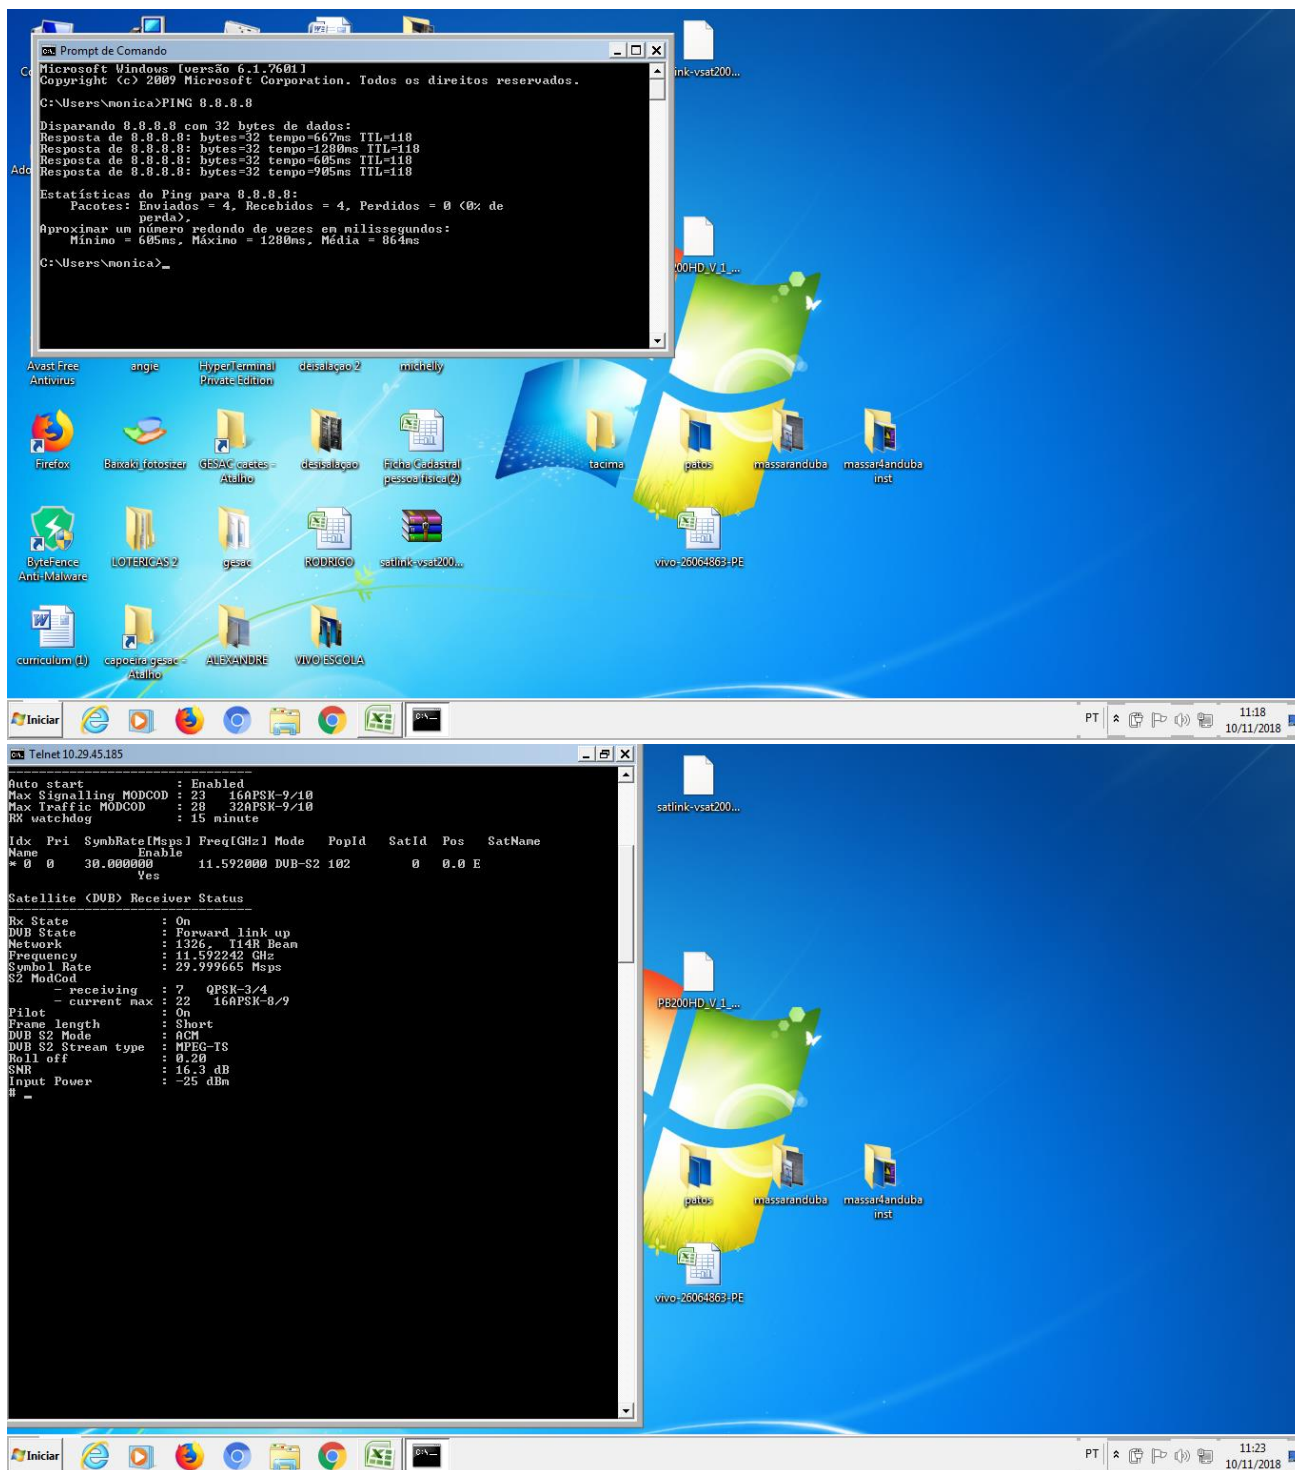 Prompt de Comando
Microsoft Windows [versão 6.1.7601]
Copyright (c) 2009 Microsoft Corporation. Todos os direitos reservados.
C:\Users\monica>PING 8.8.8.8
Disparando 8.8.8.8 com 32 bytes de dados:
Resposta de 8.8.8.8: bytes=32 tempo=667ms TTL=118
Resposta de 8.8.8.8: bytes=32 tempo=1280ms TTL=118
Resposta de 8.8.8.8: bytes=32 tempo=605ms TTL=118
Resposta de 8.8.8.8: bytes=32 tempo=905ms TTL=118
Estatísticas do Ping para 8.8.8.8:
Pacotes: Enviados = 4, Recebidos = 4, Perdidos = 0 (0% de
perda),
Aproximar um número redondo de vezes em milissegundos:
Mínimo = 605ms, Máximo = 1280ms, Média = 864ms
C:\Users\monica>_
ink-vsat200...
Ado
200HD_V_1_...
Avast Free
Antivirus
angie
HyperTerminal
Private Edition
deisalaçao 2
michelly
Firefox
Baixaki_fotosizer
GESAC caetes -
Atalho
desisalaçao
Ficha Cadastral
pessoa fisica(2)
tacima
patos
massaranduba
massar4anduba
inst
ByteFence
Anti-Malware
LOTERICAS 2
gesac
RODRIGO
satlink-vsat200...
vivo-26064863-PE
curriculum (1)
capoeira gesac -
Atalho
ALEXANDRE
VIVO ESCOLA
Iniciar
PT
11:18
10/11/2018
Telnet 10.29.45.185
Auto start : Enabled
Max Signalling MODCOD : 23 16APSK-9/10
Max Traffic MODCOD : 28 32APSK-9/10
RX watchdog : 15 minute
Idx Pri SymbRate[Msps] Freq[GHz] Mode PopId SatId Pos SatName
Name Enable
* 0 0 30.000000 11.592000 DVB-S2 102 0 0.0 E
Yes
Satellite (DVB) Receiver Status
Rx State : On
DVB State : Forward link up
Network : 1326, T14R Beam
Frequency : 11.592242 GHz
Symbol Rate : 29.999665 Msps
S2 ModCod
- receiving : 7 QPSK-3/4
- current max : 22 16APSK-8/9
Pilot : On
Frame length : Short
DVB S2 Mode : ACM
DVB S2 Stream type : MPEG-TS
Roll off : 0.20
SNR : 16.3 dB
Input Power : -25 dBm
# _
satlink-vsat200...
PB200HD_V_1_...
patos
massaranduba
massar4anduba
inst
vivo-26064863-PE
Iniciar
PT
11:23
10/11/2018